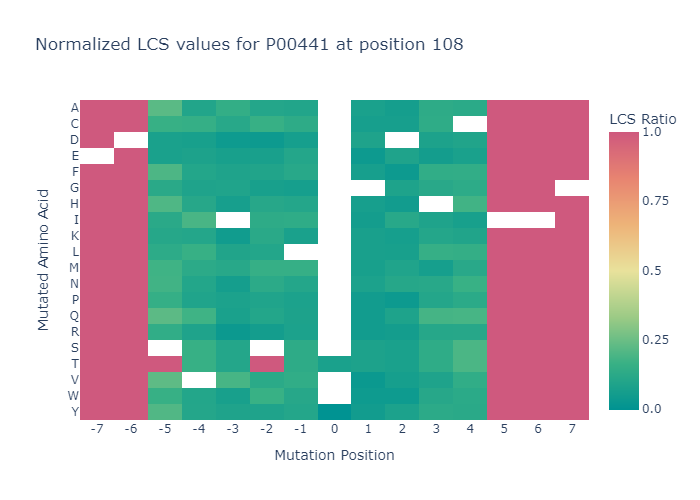 Normalized LCS values for P00441 at position 108
LCS Ratio
1.0
0.75
0.5
0.25
0.0
Mutated Amino Acid
A
C
D
E
F
G
H
I
K
L
M
N
P
Q
R
S
T
V
W
Y
-7 -6 -5 -4 -3 -2 -1 0 1 2 3 4 5 6 7
Mutation Position